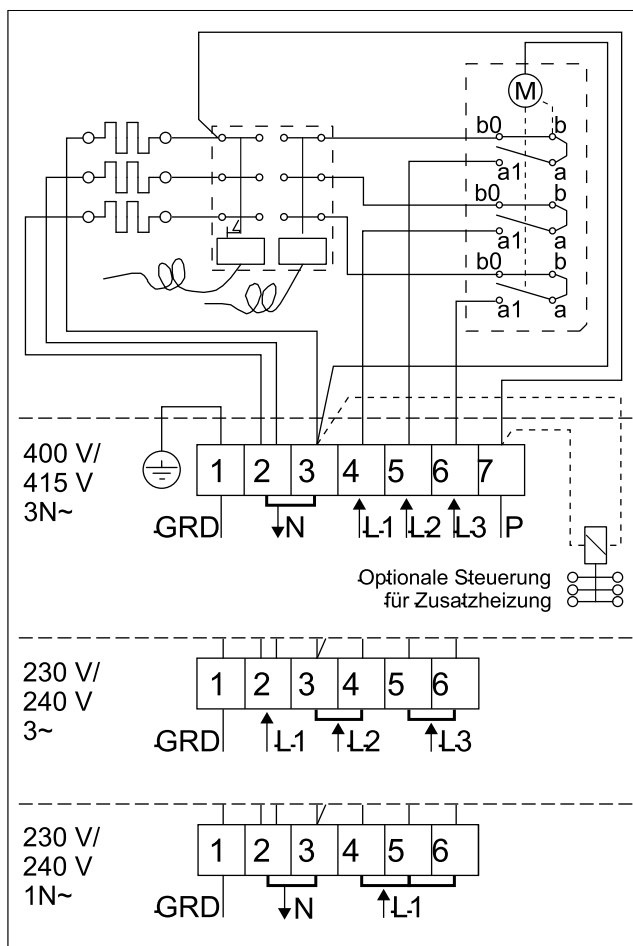 M
b0 b
a1 a
b0 b
a1 a
b0 b
a1 a
400 V/
415 V
3N~
1 2 3 4 5 6 7
GRD N L1 L2 L3 P
Optionale Steuerung
für Zusatzheizung
230 V/
240 V
3~
1 2 3 4 5 6
GRD L1 L2 L3
230 V/
240 V
1N~
1 2 3 4 5 6
GRD N L1